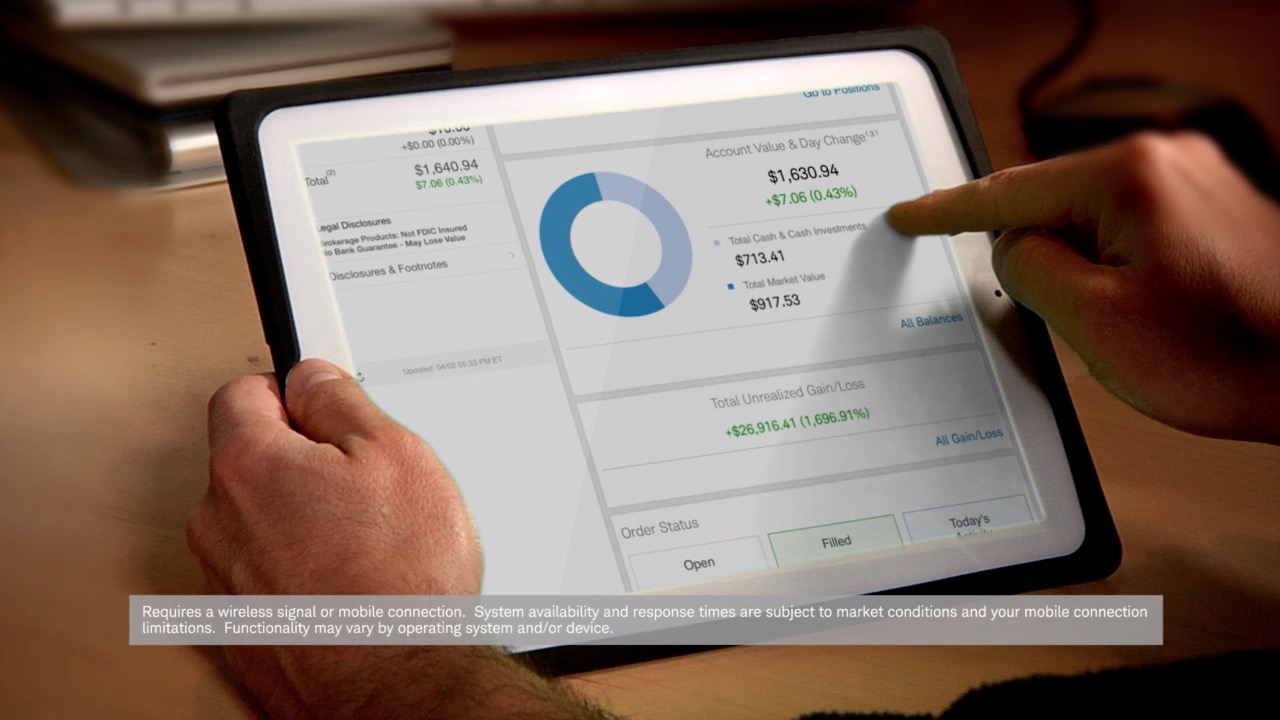 +$0.00 (0.00%)
Total(2)
$1,640.94
$7.06 (0.43%)
egal Disclosures
rokerage Products: Not FDIC Insured
o Bank Guarantee - May Lose Value
Disclosures & Footnotes
Updated: 04/02 05:33 PM ET
Go to Positions
Account Value & Day Change(3)
$1,630.94
+$7.06 (0.43%)
Total Cash & Cash Investments
$713.41
Total Market Value
$917.53
All Balances
Total Unrealized Gain/Loss
+$26,916.41 (1,696.91%)
All Gain/Loss
Order Status
Open
Filled
Today's
Activity
Requires a wireless signal or mobile connection. System availability and response times are subject to market conditions and your mobile connection
limitations. Functionality may vary by operating system and/or device.